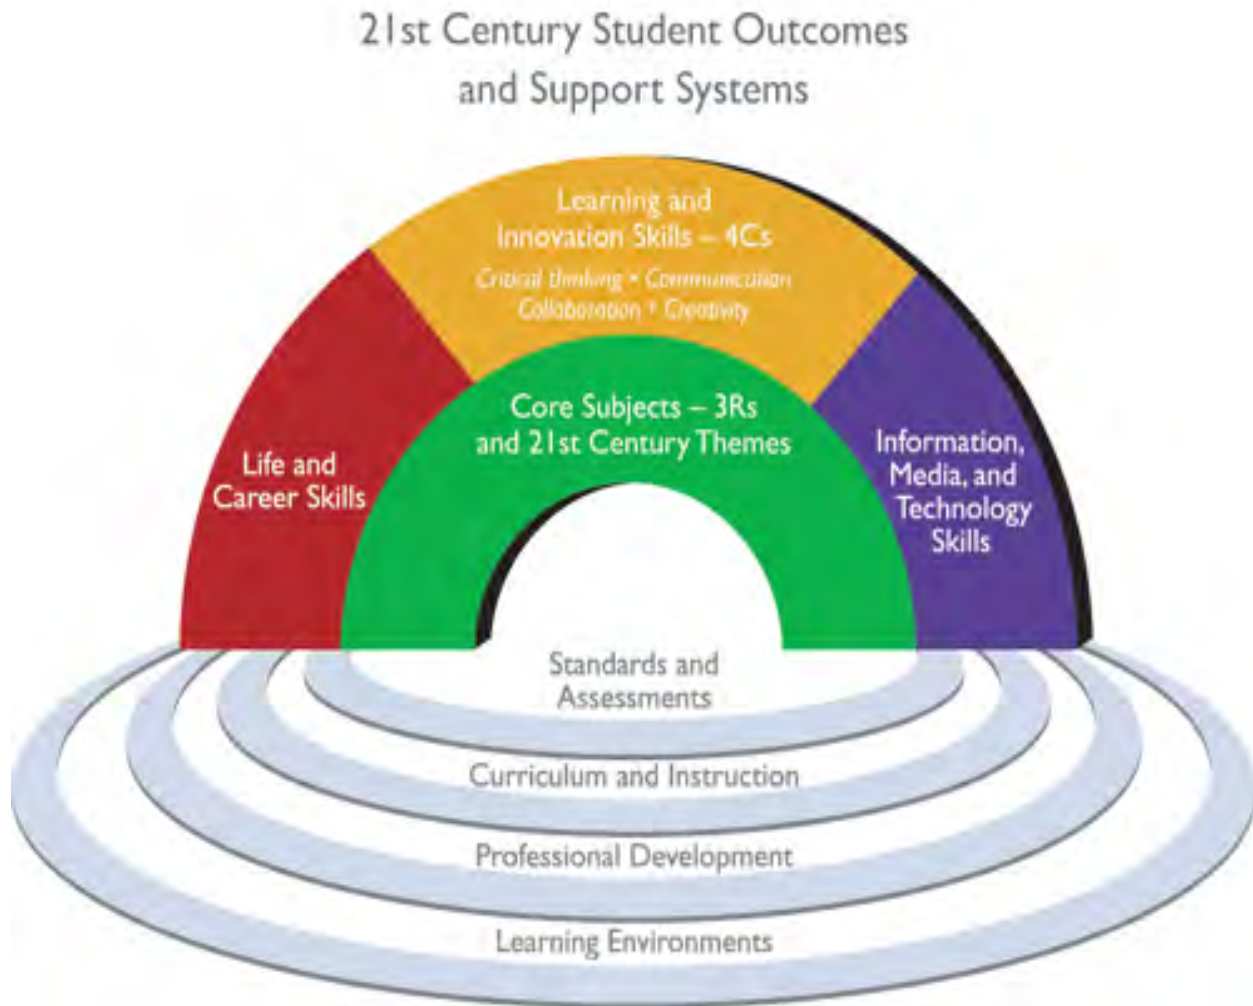 21st Century Student Outcomes
and Support Systems
Learning and
Innovation Skills – 4Cs
Critical thinking • Communication
Collaboration • Creativity
Core Subjects – 3Rs
and 21st Century Themes
Life and
Career Skills
Information,
Media, and
Technology
Skills
Standards and
Assessments
Curriculum and Instruction
Professional Development
Learning Environments